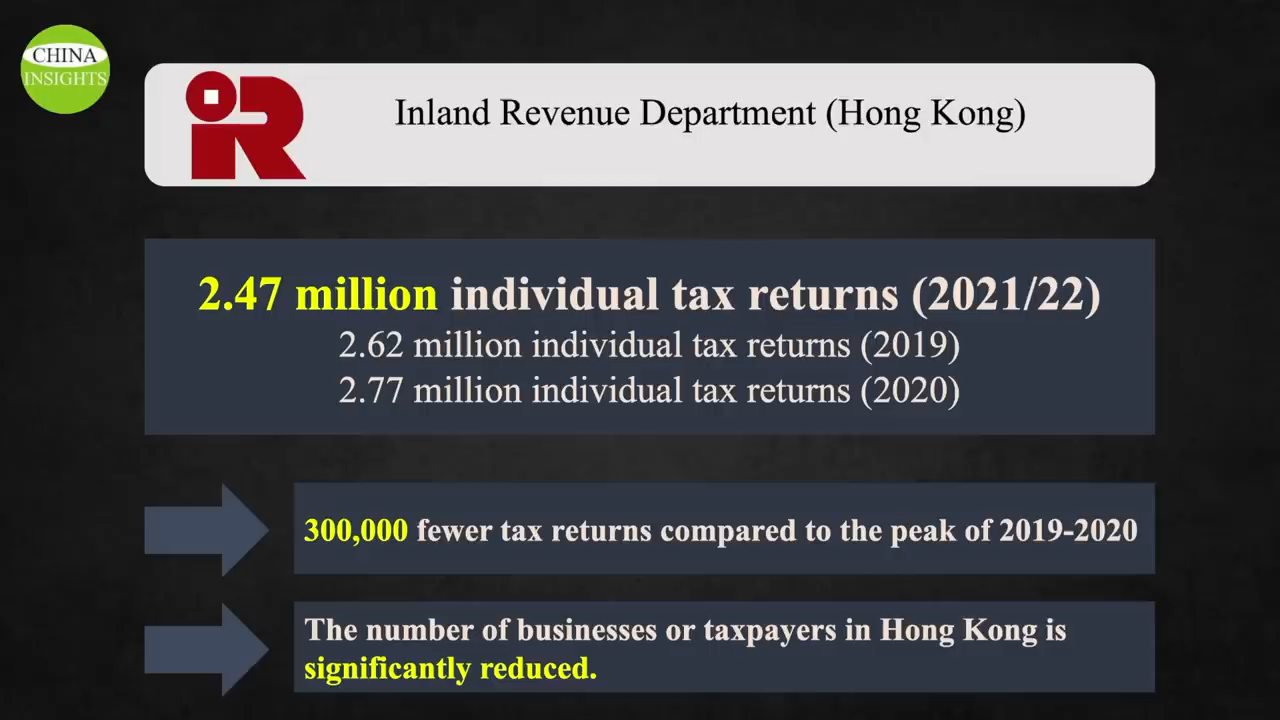 CHINA
INSIGHTS
Inland Revenue Department (Hong Kong)
2.47 million individual tax returns (2021/22)
2.62 million individual tax returns (2019)
2.77 million individual tax returns (2020)
300,000 fewer tax returns compared to the peak of 2019-2020
The number of businesses or taxpayers in Hong Kong is
significantly reduced.